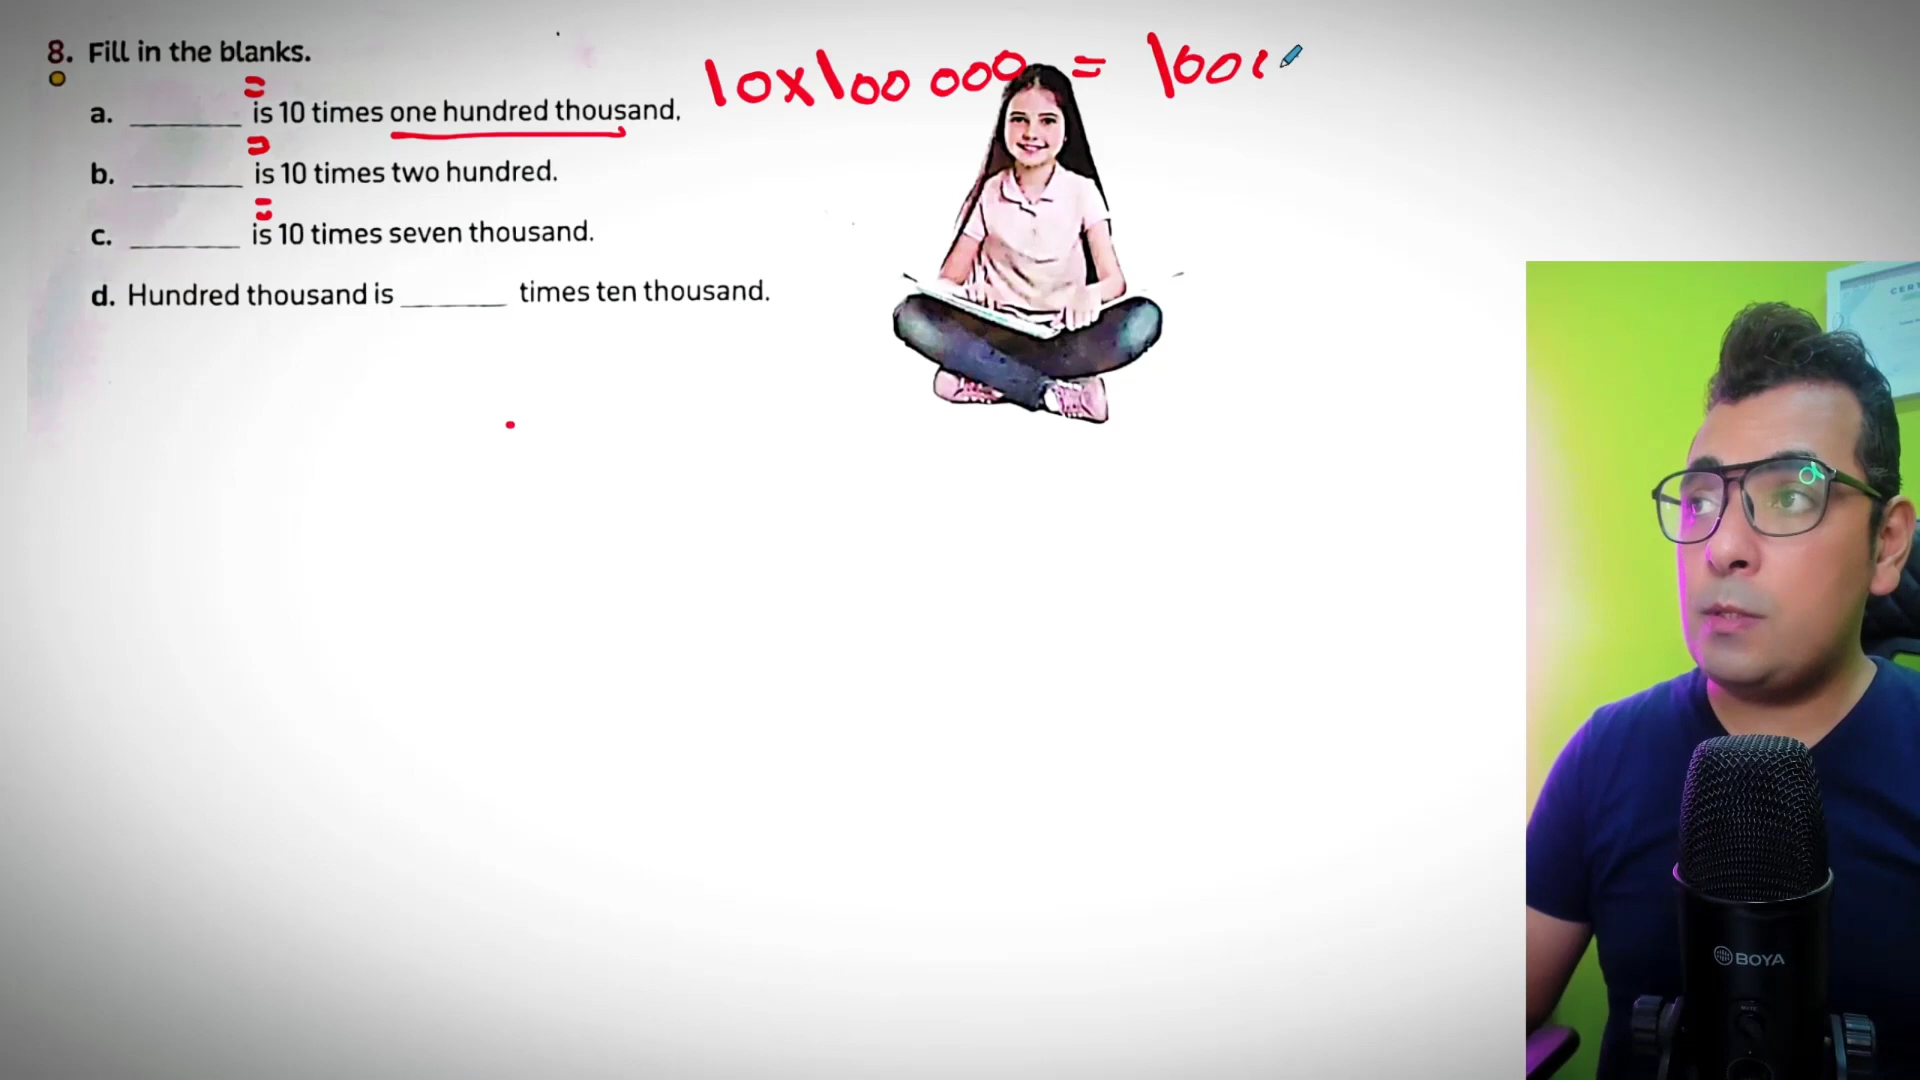 8. Fill in the blanks.
a. ________ is 10 times one hundred thousand.
b. ________ is 10 times two hundred.
c. ________ is 10 times seven thousand.
d. Hundred thousand is ________ times ten thousand.
10x100 000 = 100
BOYA